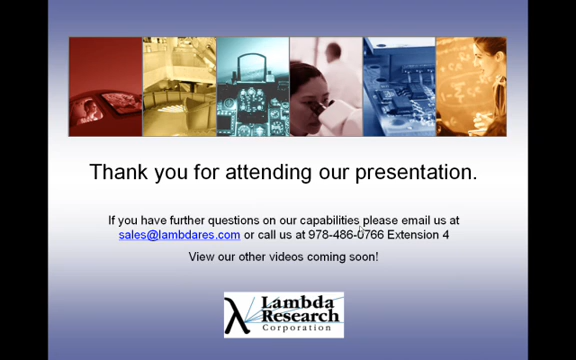 Thank you for attending our presentation.
If you have further questions on our capabilities please email us at
sales@lambdares.com or call us at 978-486-0766 Extension 4
View our other videos coming soon!
λ Lambda
Research
Corporation